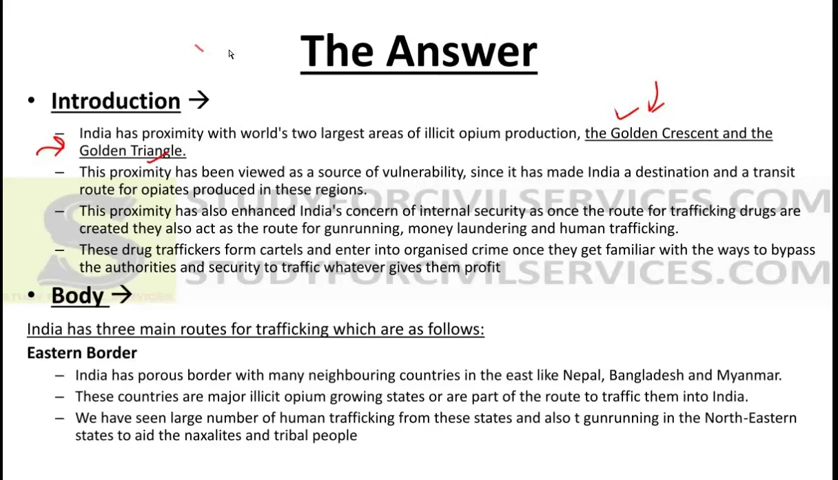 The Answer
• Introduction →
– India has proximity with world's two largest areas of illicit opium production, the Golden Crescent and the
Golden Triangle.
– This proximity has been viewed as a source of vulnerability, since it has made India a destination and a transit
route for opiates produced in these regions.
– This proximity has also enhanced India's concern of internal security as once the route for trafficking drugs are
created they also act as the route for gunrunning, money laundering and human trafficking.
– These drug traffickers form cartels and enter into organised crime once they get familiar with the ways to bypass
the authorities and security to traffic whatever gives them profit
• Body →
India has three main routes for trafficking which are as follows:
Eastern Border
– India has porous border with many neighbouring countries in the east like Nepal, Bangladesh and Myanmar.
– These countries are major illicit opium growing states or are part of the route to traffic them into India.
– We have seen large number of human trafficking from these states and also t gunrunning in the North-Eastern
states to aid the naxalites and tribal people
STUDYFORCIVILSERVICES.COM
STUDYFORCIVILSERVICES.COM